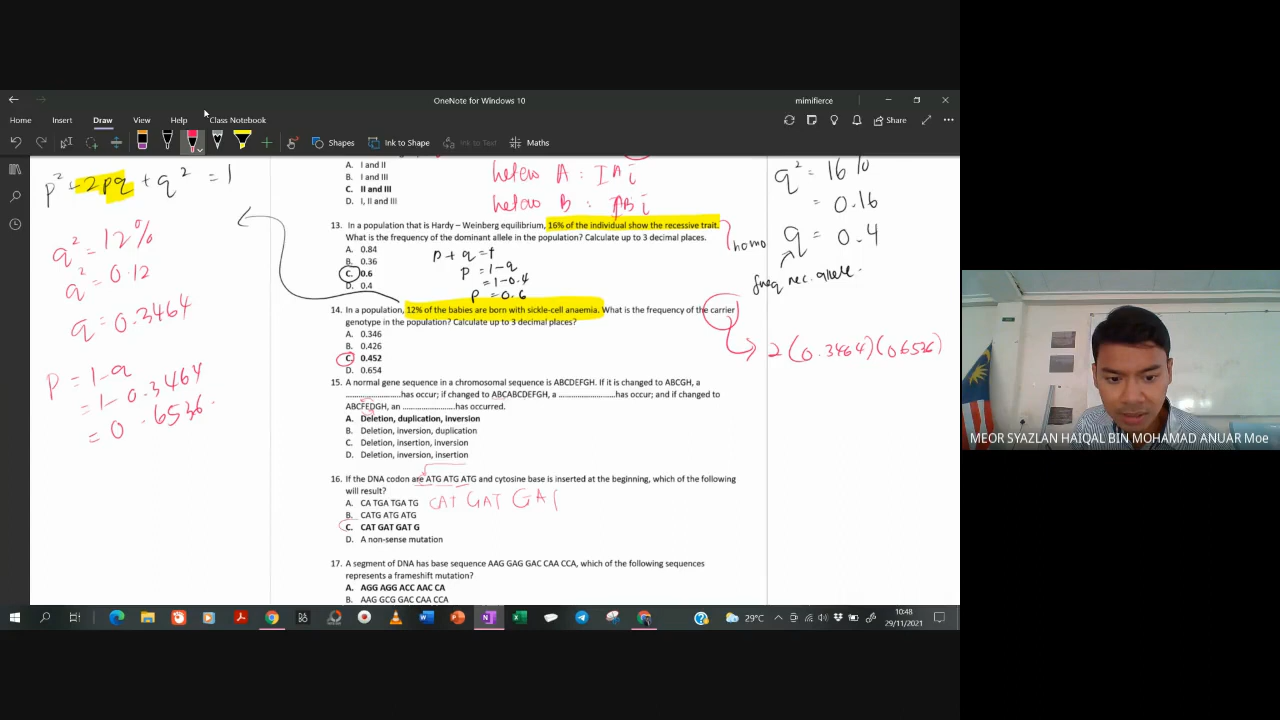 OneNote for Windows 10
mimifierce
Home Insert Draw View Help Class Notebook
Share
Shapes Ink to Shape Ink to Text Maths
p² + 2pq + q² = 1
q² = 12%
q² = 0.12
q = 0.3464
P = 1-q
= 1 - 0.3464
= 0.6536.
A. I and II
B. I and III
C. II and III
D. I, II and III
hetero A : IAi
hetero B : IBi
13. In a population that is Hardy – Weinberg equilibrium, 16% of the individual show the recessive trait.
What is the frequency of the dominant allele in the population? Calculate up to 3 decimal places.
A. 0.84
B. 0.36
C. 0.6
D. 0.4
P + q = 1
P = 1-q
= 1-0.4
P = 0.6
homo
q² = 16%
= 0.16
q = 0.4
freq rec. allele.
14. In a population, 12% of the babies are born with sickle-cell anaemia. What is the frequency of the carrier
genotype in the population? Calculate up to 3 decimal places?
A. 0.346
B. 0.426
C. 0.452
D. 0.654
2 (0.3464)(0.6536)
15. A normal gene sequence in a chromosomal sequence is ABCDEFGH. If it is changed to ABCGH, a
........................has occur; if changed to ABCABCDEFGH, a ........................has occur; and if changed to
ABCFEDGH, an ......................has occurred.
A. Deletion, duplication, inversion
B. Deletion, inversion, duplication
C. Deletion, insertion, inversion
D. Deletion, inversion, insertion
16. If the DNA codon are ATG ATG ATG and cytosine base is inserted at the beginning, which of the following
will result?
A. CA TGA TGA TG
B. CATG ATG ATG
C. CAT GAT GAT G
D. A non-sense mutation
CAT GAT GA
17. A segment of DNA has base sequence AAG GAG GAC CAA CCA, which of the following sequences
represents a frameshift mutation?
A. AGG AGG ACC AAC CA
B. AAG GCG GAC CAA CCA
MEOR SYAZLAN HAIQAL BIN MOHAMAD ANUAR Moe
29°C
10:48
29/11/2021